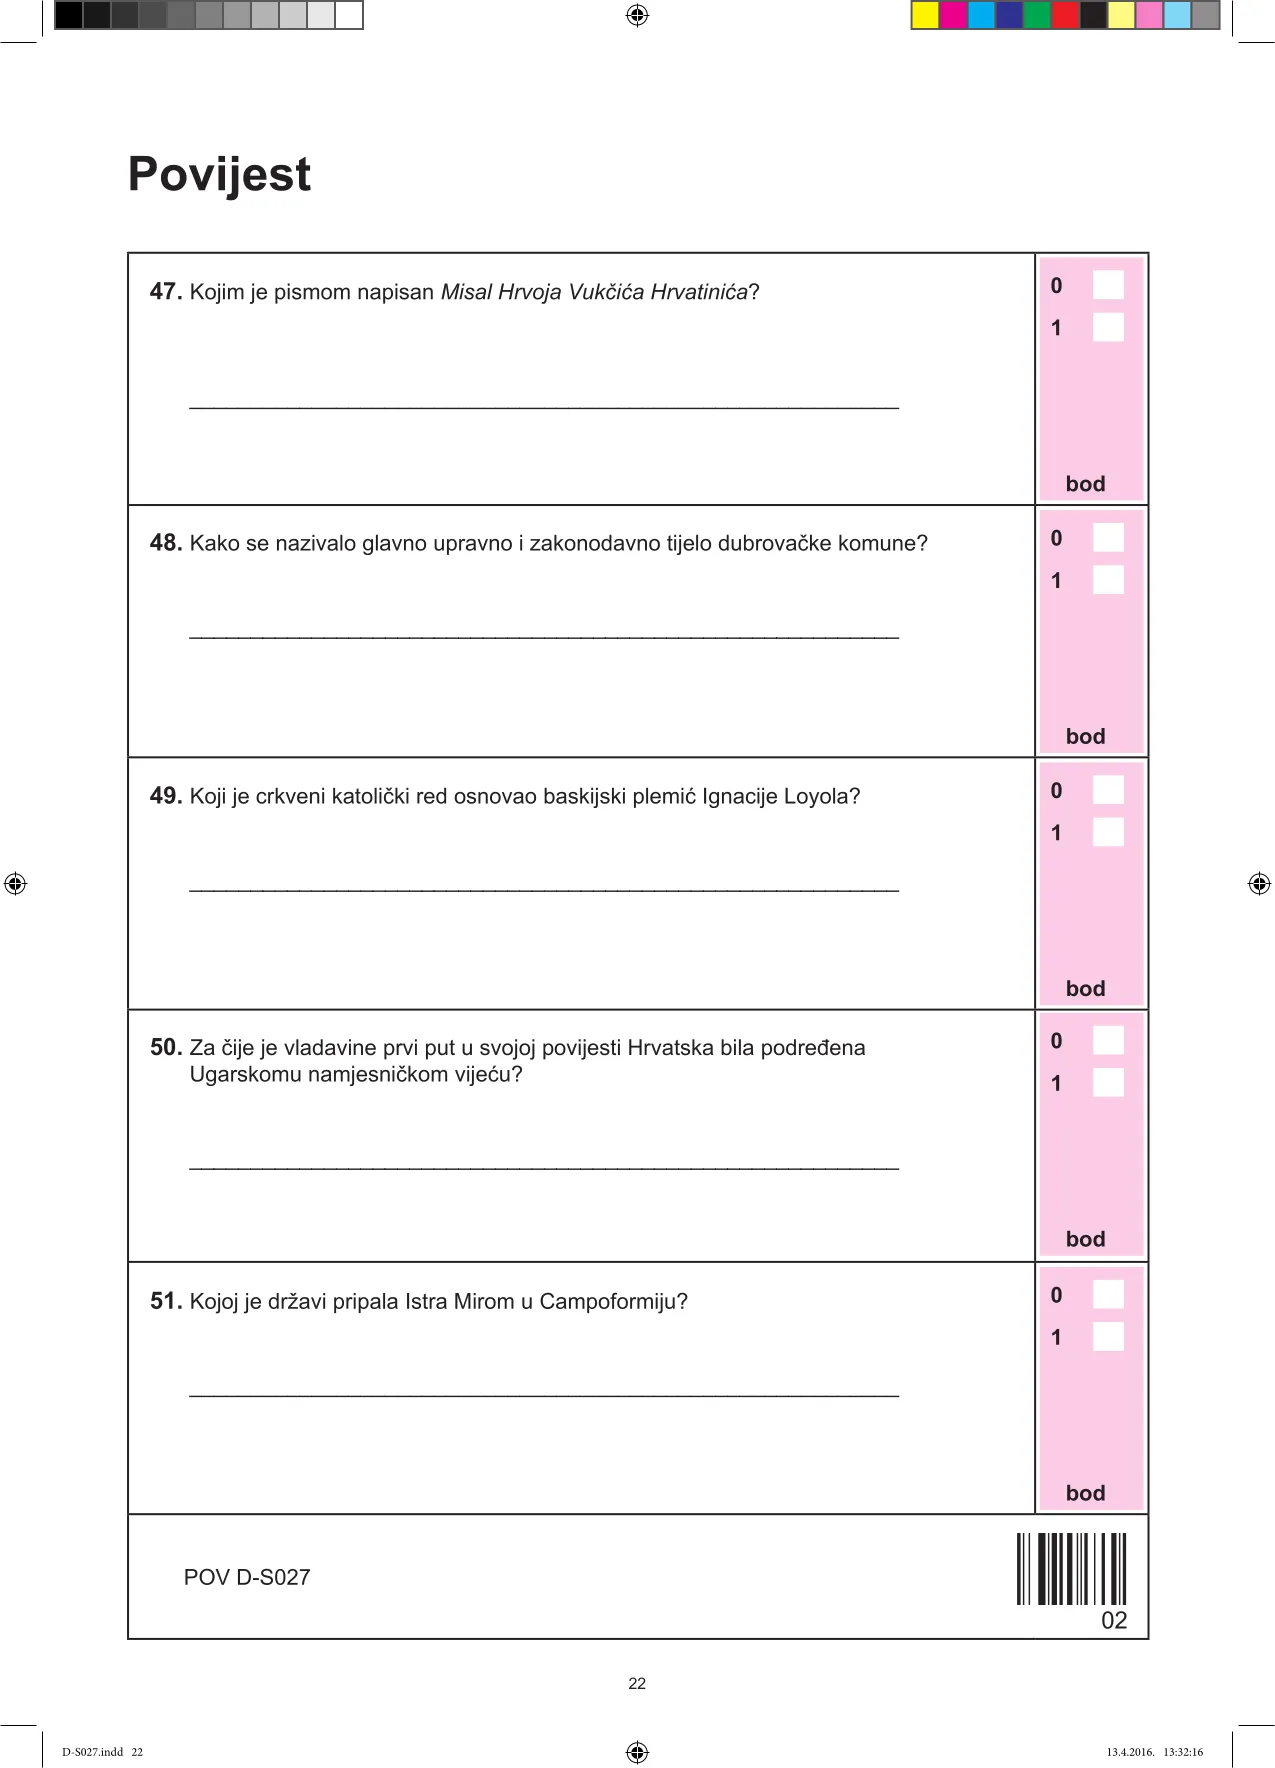 Povijest
47. Kojim je pismom napisan Misal Hrvoja Vukčića Hrvatinića?
0
1
bod
48. Kako se nazivalo glavno upravno i zakonodavno tijelo dubrovačke komune?
0
1
bod
49. Koji je crkveni katolički red osnovao baskijski plemić Ignacije Loyola?
0
1
bod
50. Za čije je vladavine prvi put u svojoj povijesti Hrvatska bila podređena
Ugarskomu namjesničkom vijeću?
0
1
bod
51. Kojoj je državi pripala Istra Mirom u Campoformiju?
0
1
bod
POV D-S027
02
22
D-S027.indd 22
13.4.2016. 13:32:16